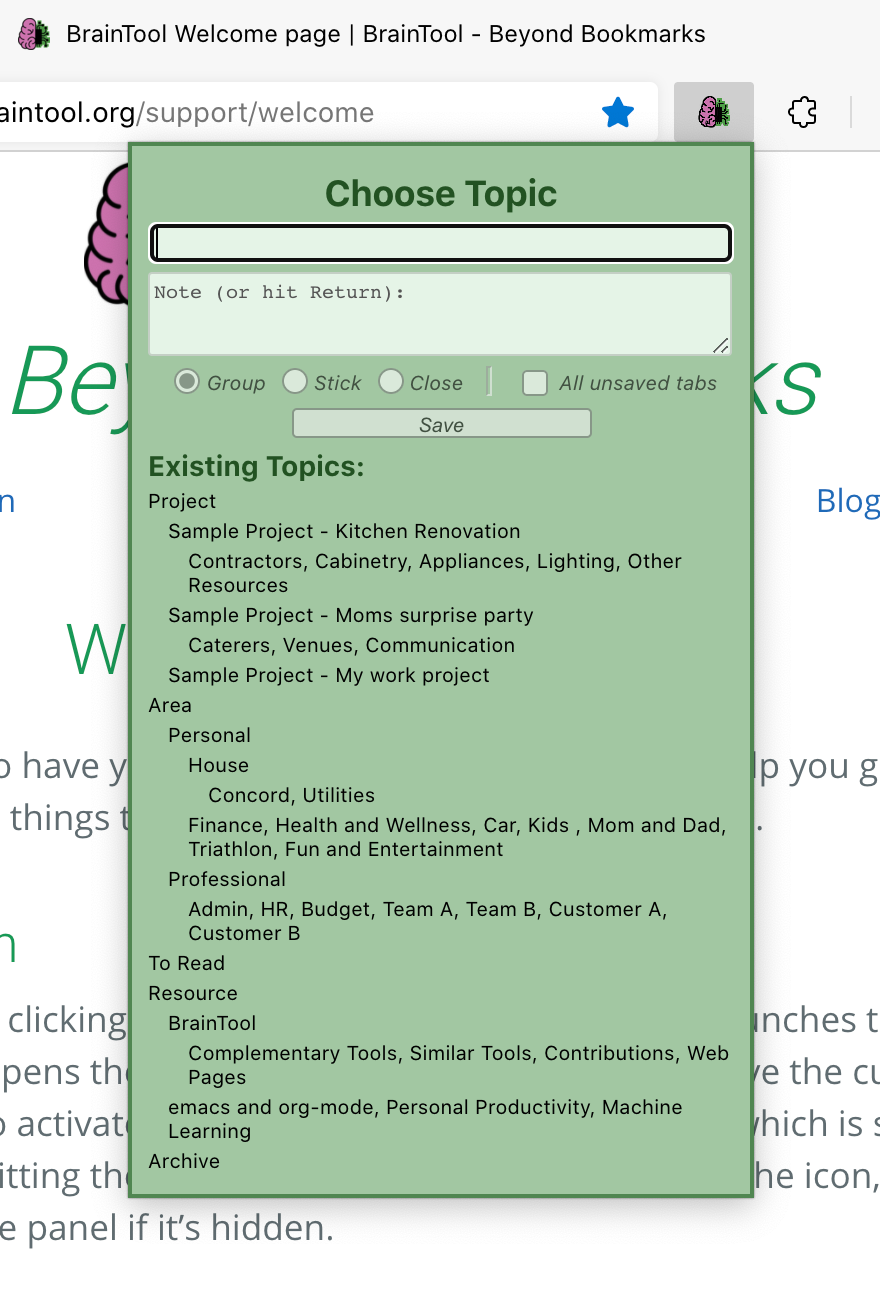 BrainTool Welcome page | BrainTool - Beyond Bookmarks
aintool.org/support/welcome
Choose Topic
Note (or hit Return):
Group Stick Close All unsaved tabs
Save
Existing Topics:
Project
Sample Project - Kitchen Renovation
Contractors, Cabinetry, Appliances, Lighting, Other
Resources
Sample Project - Moms surprise party
Caterers, Venues, Communication
Sample Project - My work project
Area
Personal
House
Concord, Utilities
Finance, Health and Wellness, Car, Kids , Mom and Dad,
Triathlon, Fun and Entertainment
Professional
Admin, HR, Budget, Team A, Team B, Customer A,
Customer B
To Read
Resource
BrainTool
Complementary Tools, Similar Tools, Contributions, Web
Pages
emacs and org-mode, Personal Productivity, Machine
Learning
Archive
Bey ks
n Blog
W
o have y lp you g
things t .
n
clicking unches t
pens the ve the cu
o activate which is s
itting the he icon,
e panel if it's hidden.